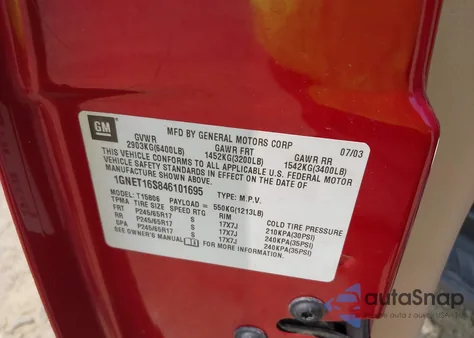 GM
MFD BY GENERAL MOTORS CORP 07/03
GVWR GAWR FRT GAWR RR
2903KG(6400LB) 1452KG(3200LB) 1542KG(3400LB)
THIS VEHICLE CONFORMS TO ALL APPLICABLE U.S. FEDERAL MOTOR
VEHICLE SAFETY STANDARDS IN EFFECT ON THE DATE OF
MANUFACTURE SHOWN ABOVE.
1GNET16S846101695 TYPE: M.P.V.
MODEL: T15806 PAYLOAD = 550KG(1213LB)
TPMA TIRE SIZE SPEED RTG RIM COLD TIRE PRESSURE
FRT P245/65R17 S 17X7J 210KPA(30PSI)
RR P245/65R17 S 17X7J 240KPA(35PSI)
SPA P245/65R17 S 17X7J 240KPA(35PSI)
SEE OWNER'S MANUAL FOR MORE INFORMATION.
autaSnap